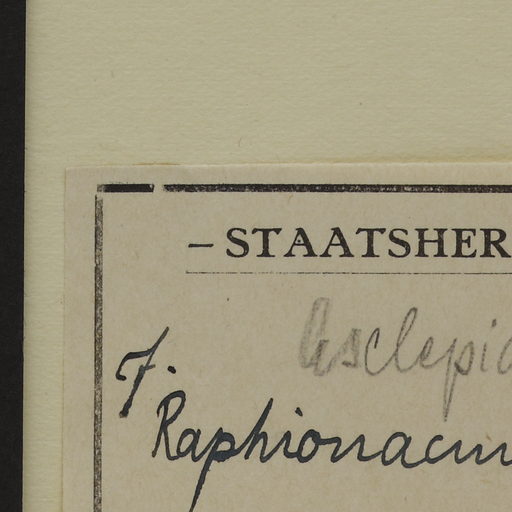 – STAATSHER
Asclepia
F.
Raphionacm